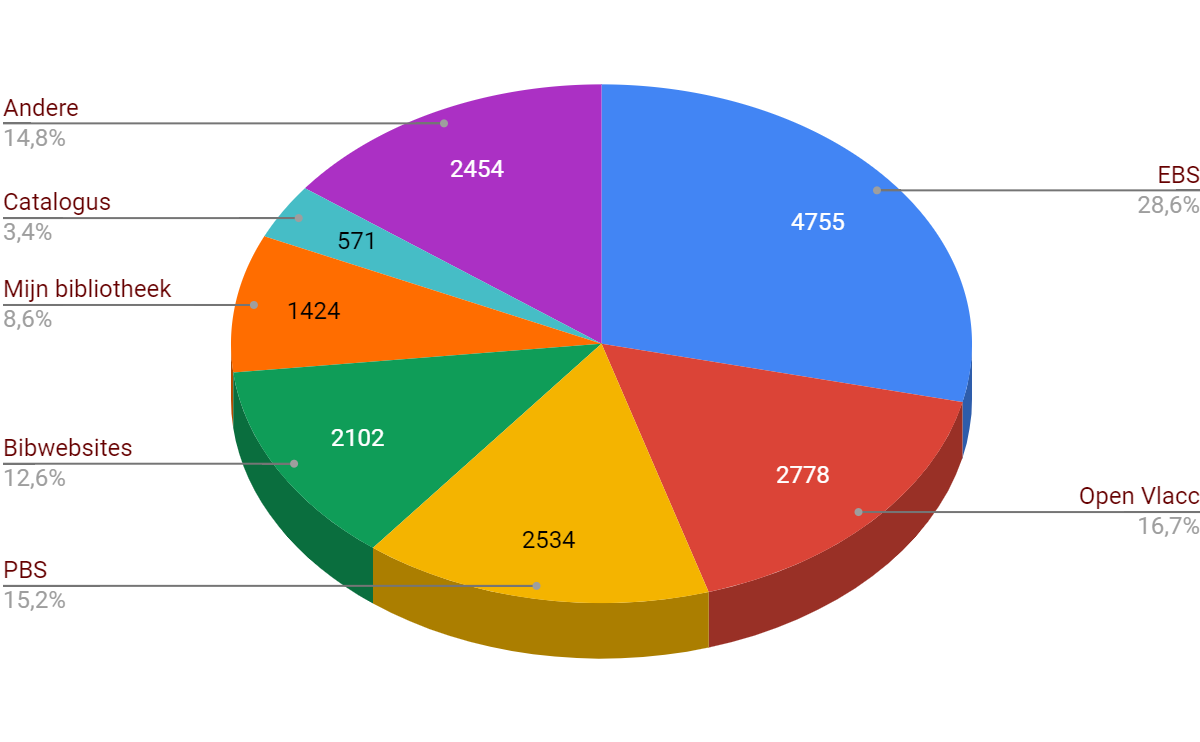 Andere
14,8%
2454
Catalogus
3,4%
571
Mijn bibliotheek
8,6%
1424
Bibwebsites
12,6%
2102
PBS
15,2%
2534
EBS
28,6%
4755
Open Vlacc
16,7%
2778